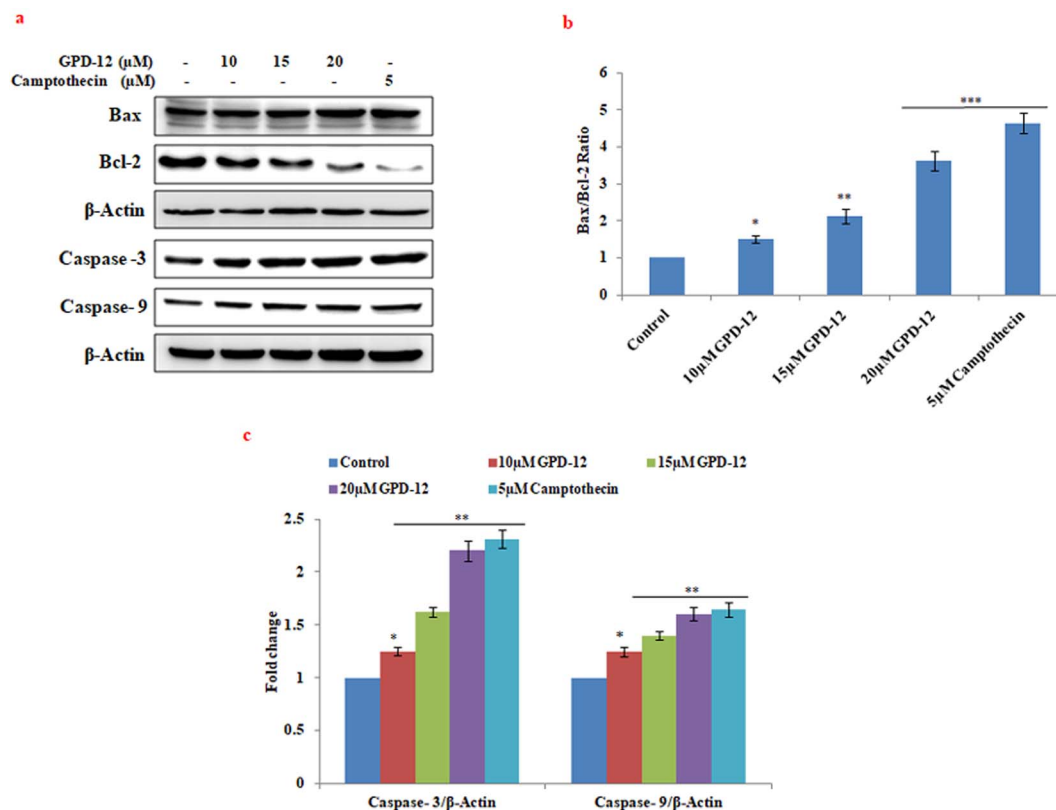 a
GPD-12 (µM) - 10 15 20 -
Camptothecin (µM) - - - - 5
Bax
Bcl-2
β-Actin
Caspase -3
Caspase- 9
β-Actin
b
Bax/Bcl-2 Ratio
6
5
4
3
2
1
0
*
**
***
Control
10µM GPD-12
15µM GPD-12
20µM GPD-12
5µM Camptothecin
c
Control 10µM GPD-12 15µM GPD-12
20µM GPD-12 5µM Camptothecin
Fold change
2.5
2
1.5
1
0.5
0
*
**
*
**
Caspase- 3/β-Actin Caspase- 9/β-Actin